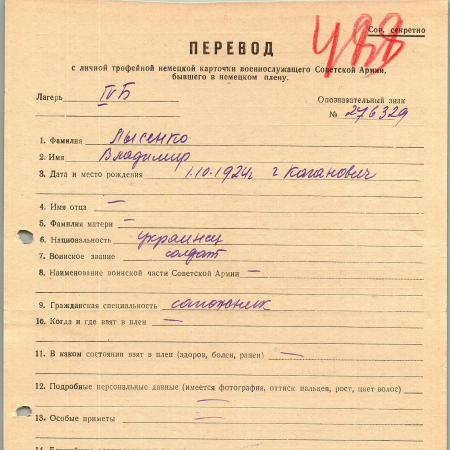 Сов. секретно
488
ПЕРЕВОД
с личной трофейной немецкой карточки военнослужащего Советской Армии,
бывшего в немецком плену.
Лагерь IV Б
Опознавательный знак
№ 276329
1. Фамилия Лысенко
2. Имя Владимир
3. Дата и место рождения 1.10.1924г г Каганович
4. Имя отца —
5. Фамилия матери —
6. Национальность украинец
7. Воинское звание солдат
8. Наименование воинской части Советской Армии —
9. Гражданская специальность сапожник
10. Когда и где взят в плен —
11. В каком состоянии взят в плен (здоров, болен, ранен) —
12. Подробные персональные данные (имеется фотография, оттиск пальцев, рост, цвет волос)
—
13. Особые приметы —